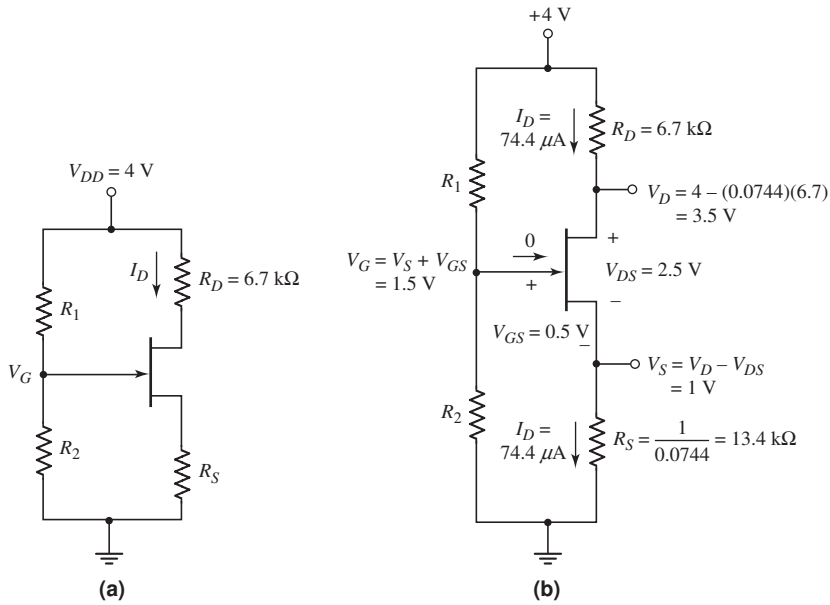 V_DD = 4 V
I_D
R_D = 6.7 kΩ
R_1
V_G
R_2
R_S
(a)
+4 V
I_D =
74.4 μA
R_D = 6.7 kΩ
R_1
V_D = 4 – (0.0744)(6.7)
= 3.5 V
0
V_G = V_S + V_GS
= 1.5 V
+
+
V_DS = 2.5 V
–
V_GS = 0.5 V
–
V_S = V_D – V_DS
= 1 V
R_2
I_D =
74.4 μA
R_S = 1/0.0744 = 13.4 kΩ
(b)